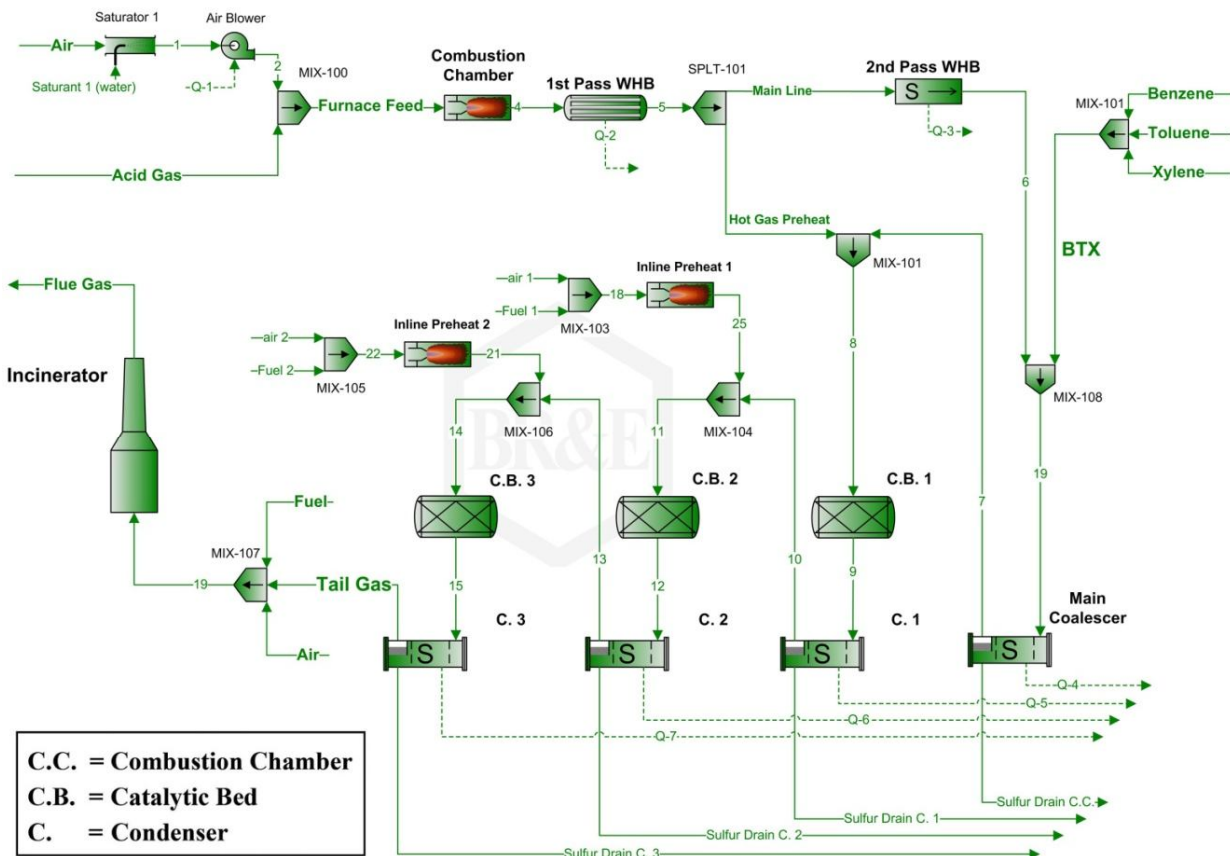 Saturator 1
Air Blower
Air
1
2
MIX-100
Saturant 1 (water)
Q-1
Combustion
Chamber
1st Pass WHB
SPLT-101
2nd Pass WHB
Furnace Feed
4
5
Main Line
S
Q-2
Q-3
MIX-101
Benzene
Toluene
Xylene
6
Acid Gas
Hot Gas Preheat
MIX-101
BTX
Flue Gas
air 1
Fuel 1
18
MIX-103
Inline Preheat 1
25
8
air 2
Fuel 2
22
MIX-105
Inline Preheat 2
21
Incinerator
MIX-108
14
MIX-106
11
MIX-104
BR&E
C.B. 3
C.B. 2
C.B. 1
7
19
Fuel
MIX-107
19
Tail Gas
15
13
12
10
9
Air
C. 3
C. 2
C. 1
Main
Coalescer
S
S
S
S
Q-4
Q-5
Q-6
Q-7
C.C. = Combustion Chamber
C.B. = Catalytic Bed
C. = Condenser
Sulfur Drain C.C.
Sulfur Drain C. 1
Sulfur Drain C. 2
Sulfur Drain C. 3